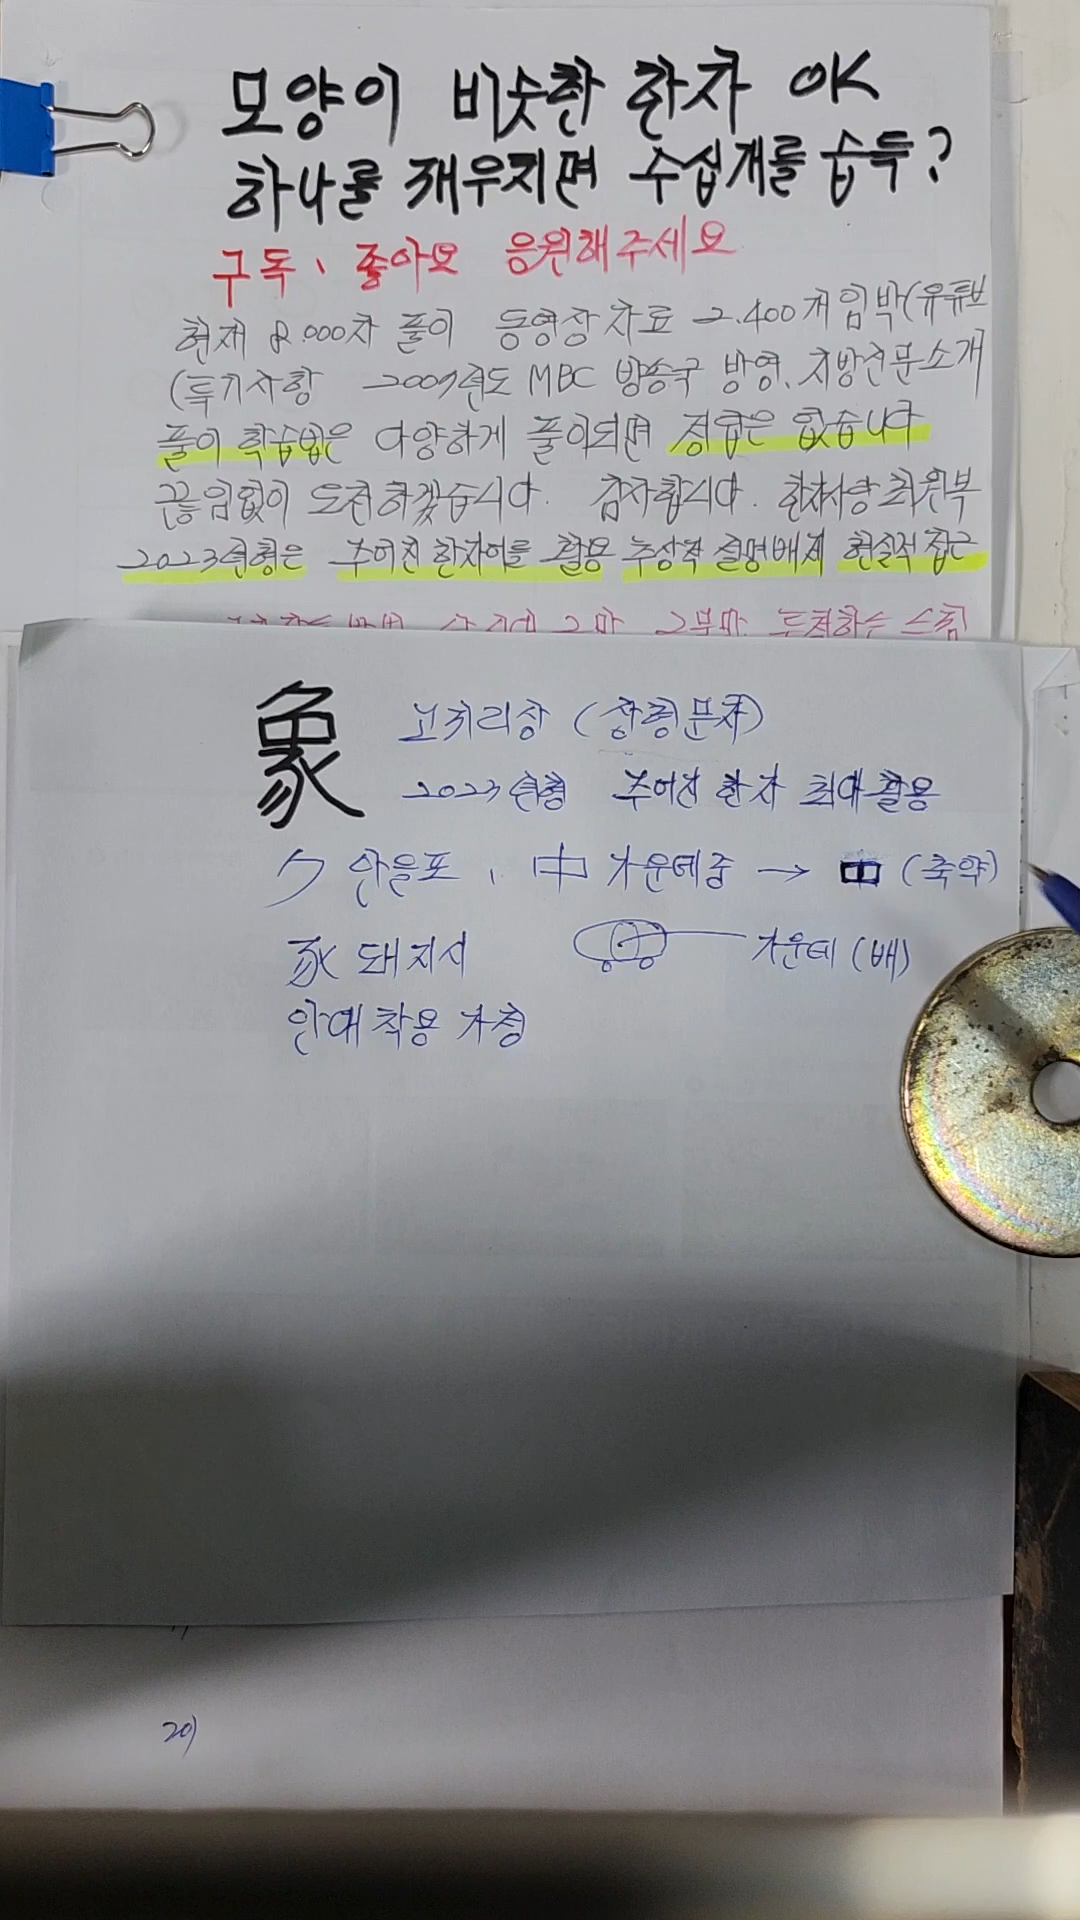 모양이 비슷한 한자 OK
하나를 깨우치면 수십개를 습득?
구독, 좋아요 응원해주세요
현재 8.000자 풀이 동영상자료 2.400개 임박(유튜브
(특기사항 2009년도 MBC 방송국 방영, 지방신문소개
풀이 학습법은 다양하게 풀이되면 정답은 없습니다
끊임없이 도전하겠습니다. 감사합니다. 한자사랑 최원부
2023년형은 주어진 한자어를 활용 추상적 설명배제 현실적 접근
象 코끼리상 (상형문자)
2023년형 주어진 한자 최대활용
勹 안을포, 中 가운데중 → (축약)
豕 돼지시 가운데 (배)
안대 착용 가정
20)